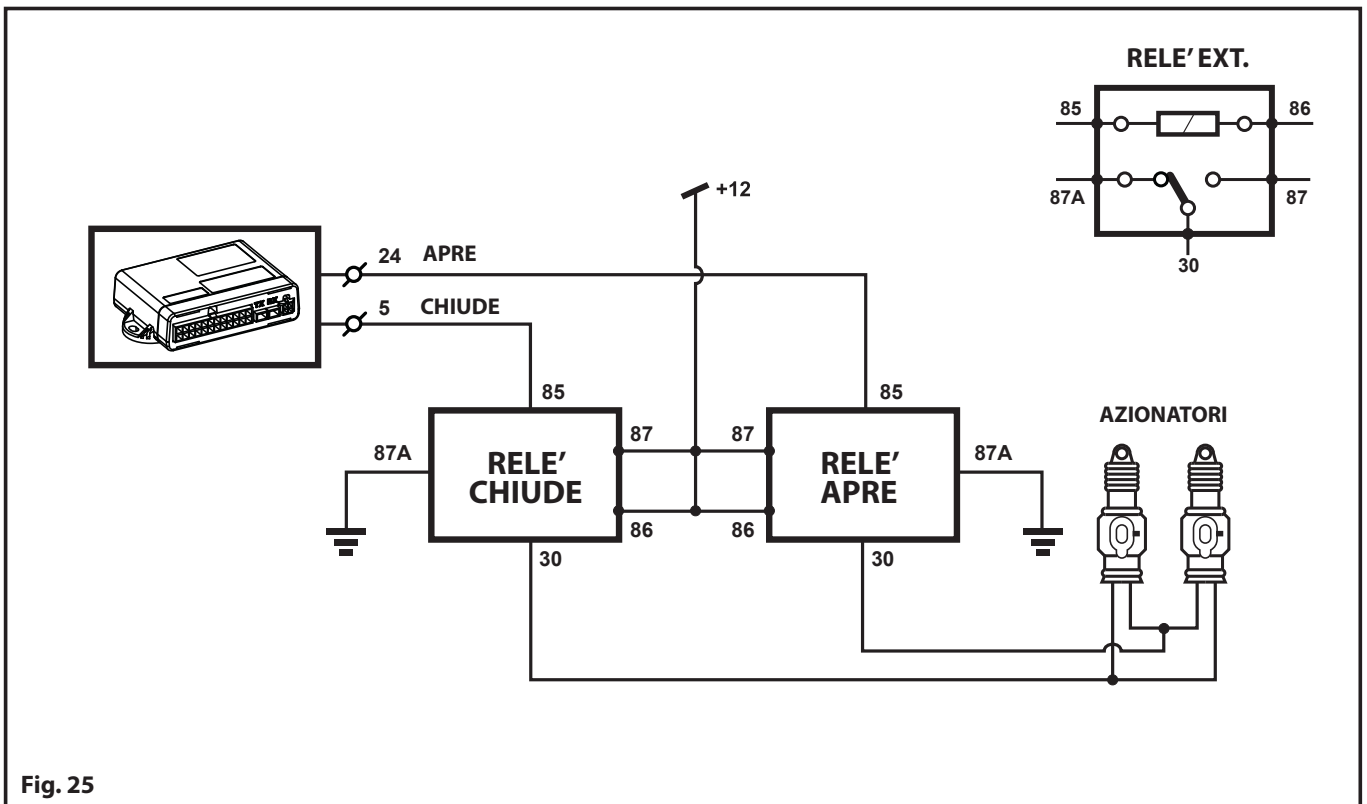 RELE' EXT.
85 86
87A 87
30
+12
24 APRE
5 CHIUDE
85 85
87A 87 87 87A
RELE'
CHIUDE
RELE'
APRE
86 86
30 30
AZIONATORI
Fig. 25